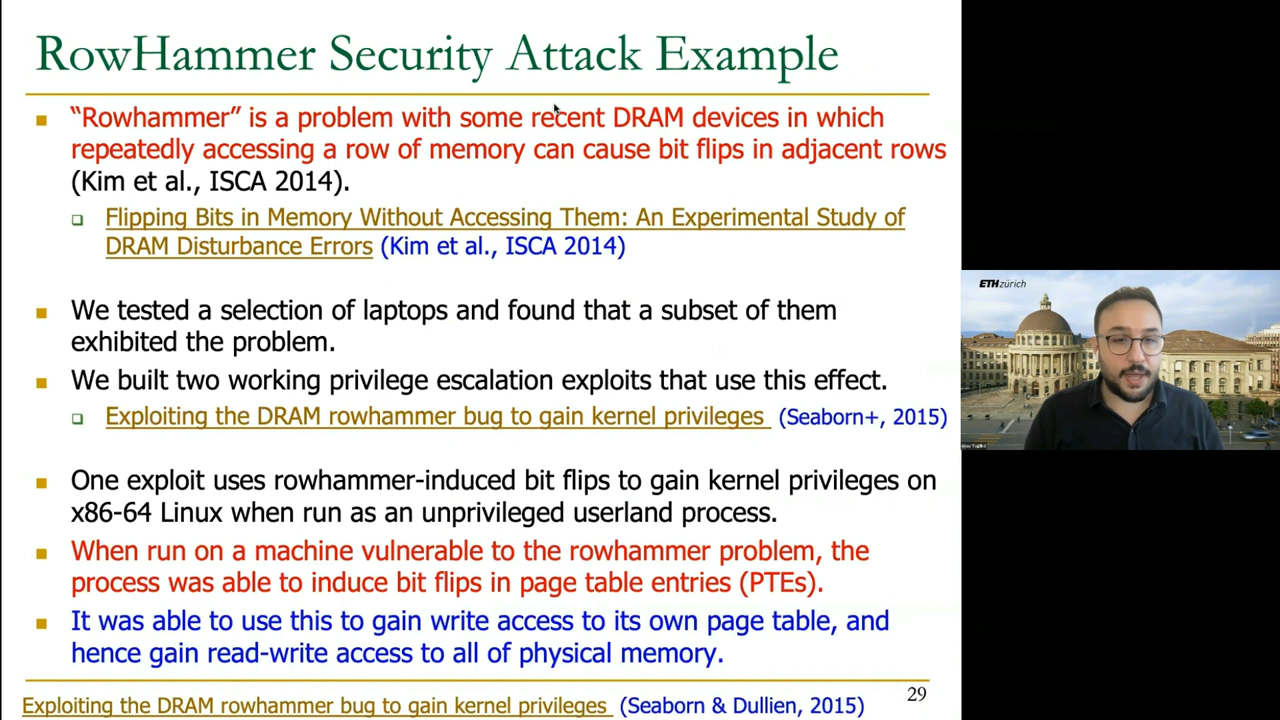 RowHammer Security Attack Example
“Rowhammer” is a problem with some recent DRAM devices in which
repeatedly accessing a row of memory can cause bit flips in adjacent rows
(Kim et al., ISCA 2014).
Flipping Bits in Memory Without Accessing Them: An Experimental Study of
DRAM Disturbance Errors (Kim et al., ISCA 2014)
We tested a selection of laptops and found that a subset of them
exhibited the problem.
We built two working privilege escalation exploits that use this effect.
Exploiting the DRAM rowhammer bug to gain kernel privileges (Seaborn+, 2015)
One exploit uses rowhammer-induced bit flips to gain kernel privileges on
x86-64 Linux when run as an unprivileged userland process.
When run on a machine vulnerable to the rowhammer problem, the
process was able to induce bit flips in page table entries (PTEs).
It was able to use this to gain write access to its own page table, and
hence gain read-write access to all of physical memory.
Exploiting the DRAM rowhammer bug to gain kernel privileges (Seaborn & Dullien, 2015)
29
ETH zürich